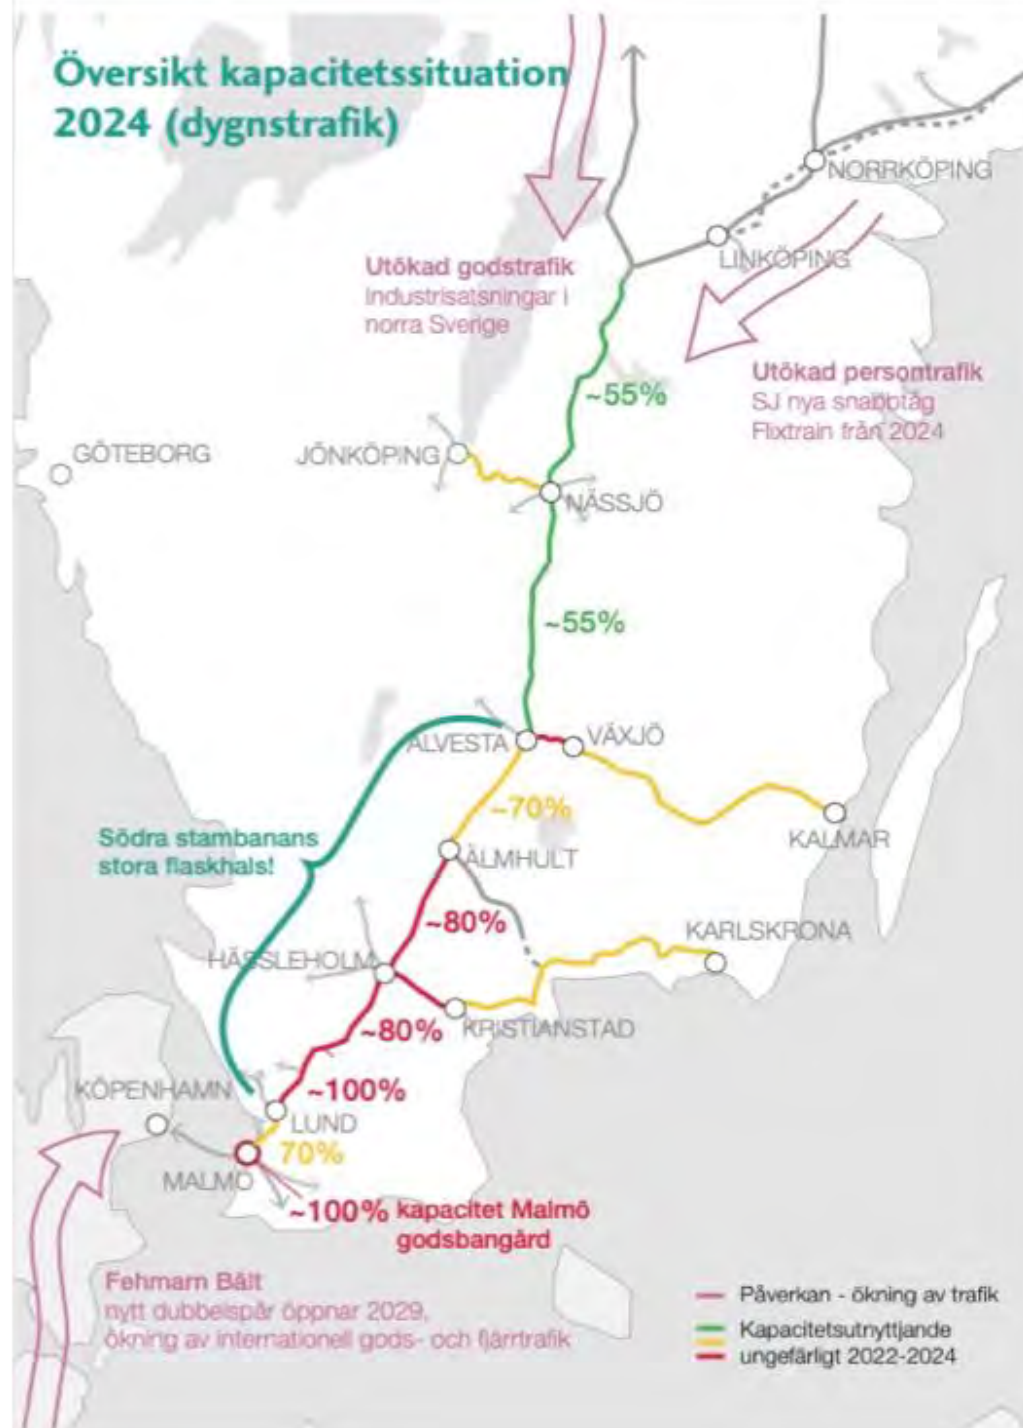 Översikt kapacitetssituation
2024 (dygnstrafik)
NORRKÖPING
LINKÖPING
Utökad godstrafik
Industrisatsningar i
norra Sverige
Utökad persontrafik
SJ nya snabbtåg
Flixtrain från 2024
~55%
GÖTEBORG
JÖNKÖPING
NÄSSJÖ
~55%
ALVESTA
VÄXJÖ
~70%
KALMAR
Södra stambanans
stora flaskhals!
ÄLMHULT
~80%
KARLSKRONA
HÄSSLEHOLM
~80%
KRISTIANSTAD
~100%
KÖPENHAMN
LUND
70%
MALMÖ
~100% kapacitet Malmö
godsbangård
Fehmarn Bält
nytt dubbelspår öppnar 2029,
ökning av internationell gods- och fjärrtrafik
Påverkan - ökning av trafik
Kapacitetsutnyttjande
ungefärligt 2022-2024